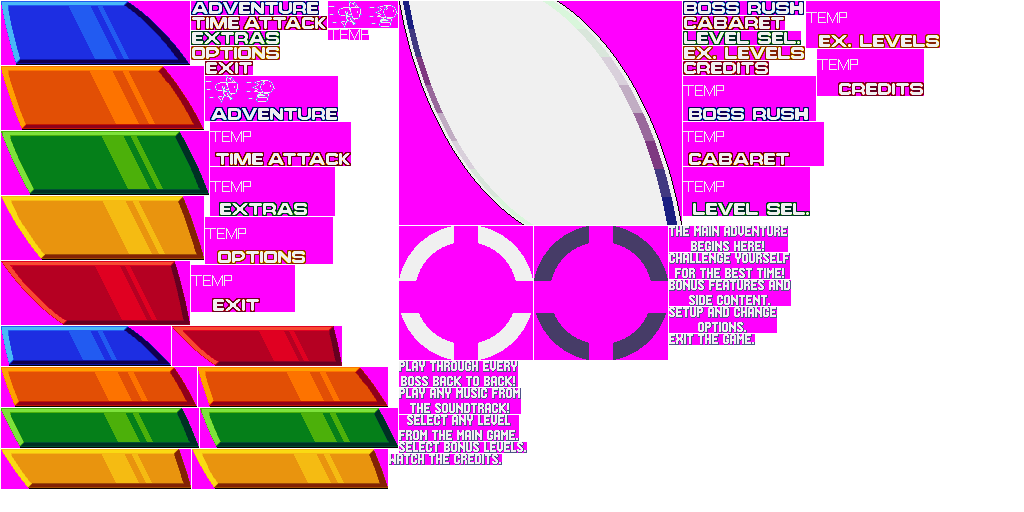 ADVENTURE
TIME ATTACK
EXTRAS
OPTIONS
EXIT
TEMP
ADVENTURE
TEMP
TIME ATTACK
TEMP
EXTRAS
TEMP
OPTIONS
TEMP
EXIT
BOSS RUSH
CABARET
LEVEL SEL.
EX. LEVELS
CREDITS
TEMP
EX. LEVELS
TEMP
CREDITS
TEMP
BOSS RUSH
TEMP
CABARET
TEMP
LEVEL SEL.
THE MAIN ADVENTURE
BEGINS HERE!
CHALLENGE YOURSELF
FOR THE BEST TIME!
BONUS FEATURES AND
SIDE CONTENT.
SETUP AND CHANGE
OPTIONS.
EXIT THE GAME.
PLAY THROUGH EVERY
BOSS BACK TO BACK!
PLAY ANY MUSIC FROM
THE SOUNDTRACK!
SELECT ANY LEVEL
FROM THE MAIN GAME.
SELECT BONUS LEVELS.
WATCH THE CREDITS.